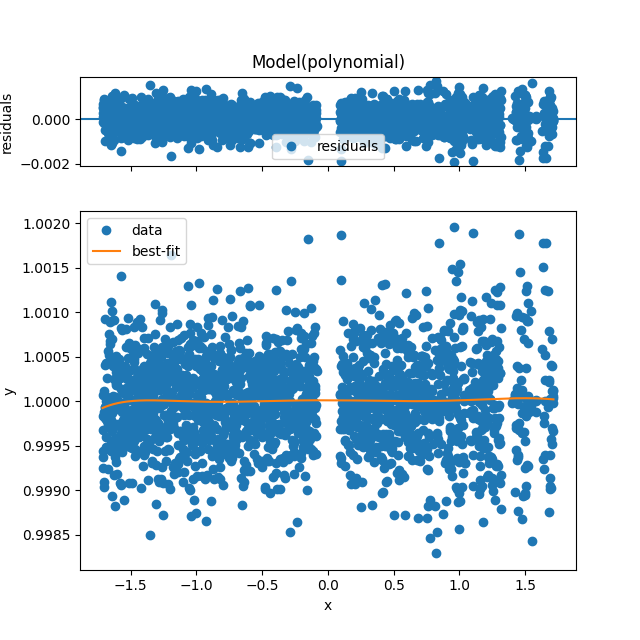 Model(polynomial)
residuals
0.000
−0.002
residuals
y
1.0020
1.0015
1.0010
1.0005
1.0000
0.9995
0.9990
0.9985
data
best-fit
−1.5 −1.0 −0.5 0.0 0.5 1.0 1.5
x